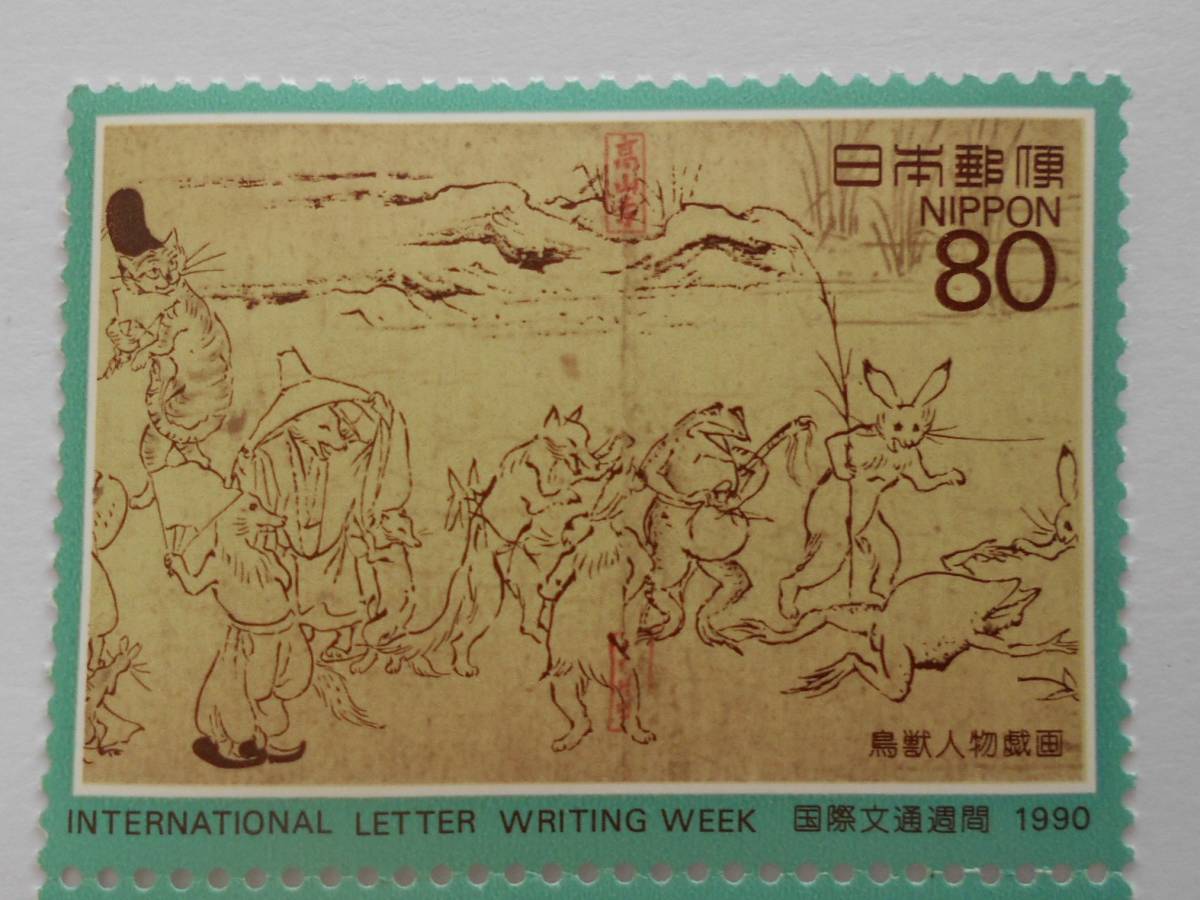 高山寺
日本郵便
NIPPON
80
鳥獣人物戯画
INTERNATIONAL LETTER WRITING WEEK 国際文通週間 1990